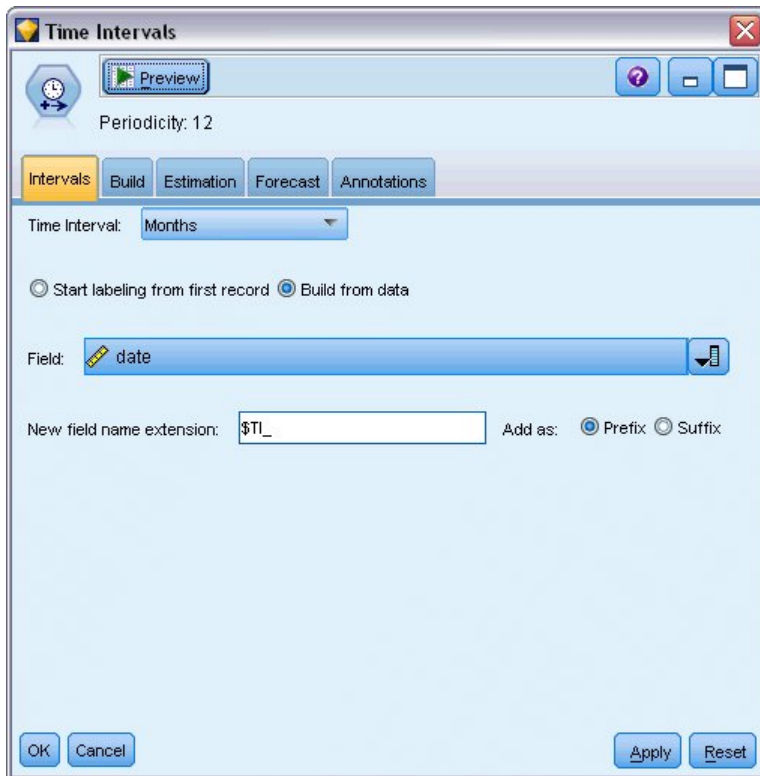 Time Intervals
Preview
Periodicity: 12
Intervals Build Estimation Forecast Annotations
Time Interval: Months
Start labeling from first record Build from data
Field: date
New field name extension: $TI_ Add as: Prefix Suffix
OK Cancel Apply Reset